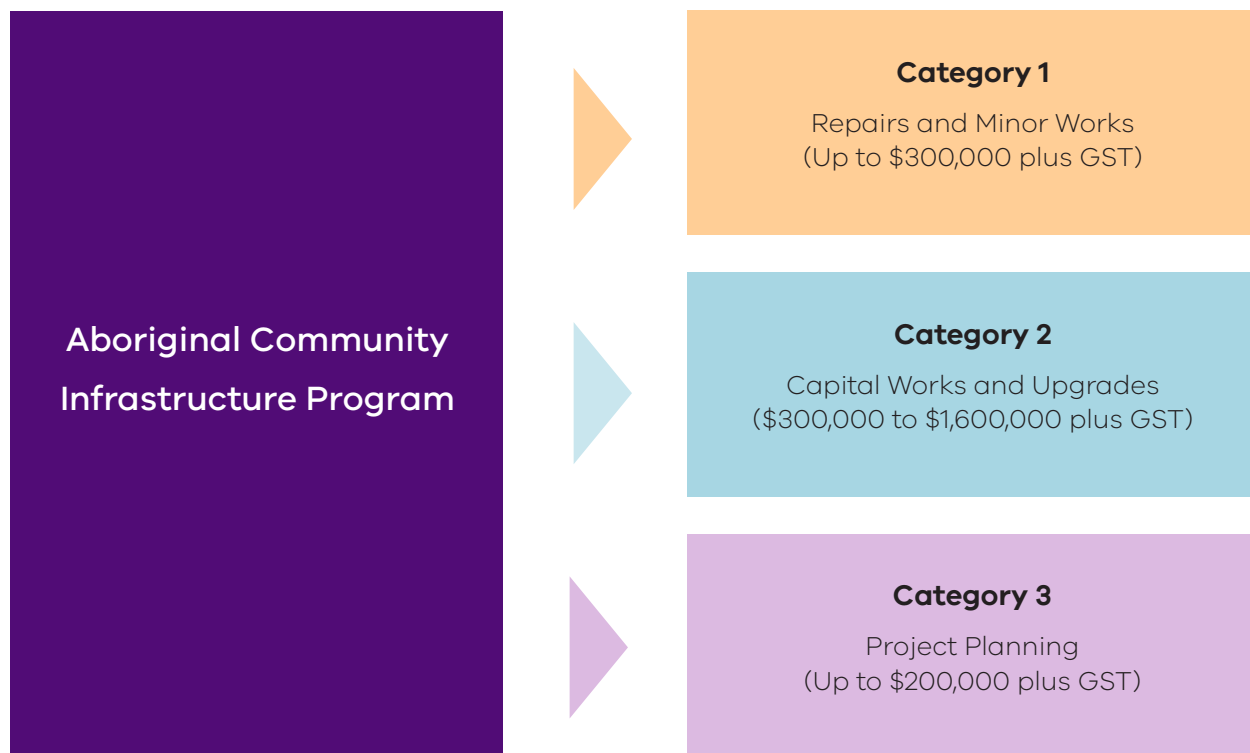 Aboriginal Community
Infrastructure Program
Category 1
Repairs and Minor Works
(Up to $300,000 plus GST)
Category 2
Capital Works and Upgrades
($300,000 to $1,600,000 plus GST)
Category 3
Project Planning
(Up to $200,000 plus GST)